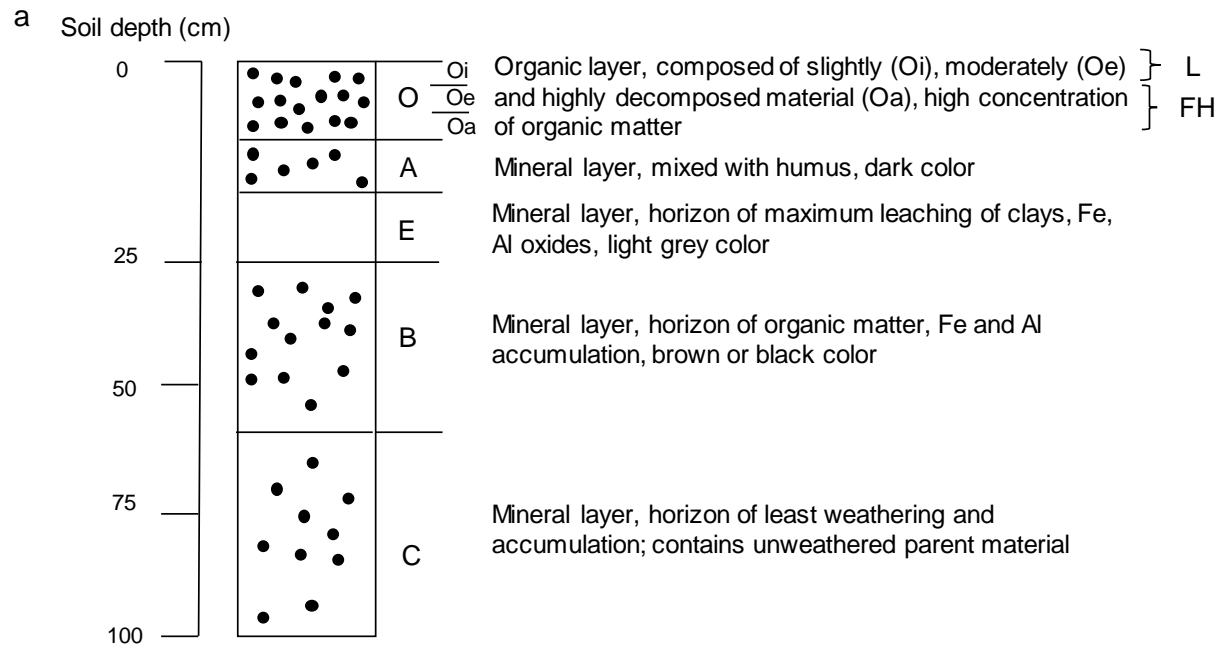 a
Soil depth (cm)
0
25
50
75
100
O
Oi
Oe
Oa
A
E
B
C
Organic layer, composed of slightly (Oi), moderately (Oe)
and highly decomposed material (Oa), high concentration
of organic matter
L
FH
Mineral layer, mixed with humus, dark color
Mineral layer, horizon of maximum leaching of clays, Fe,
Al oxides, light grey color
Mineral layer, horizon of organic matter, Fe and Al
accumulation, brown or black color
Mineral layer, horizon of least weathering and
accumulation; contains unweathered parent material